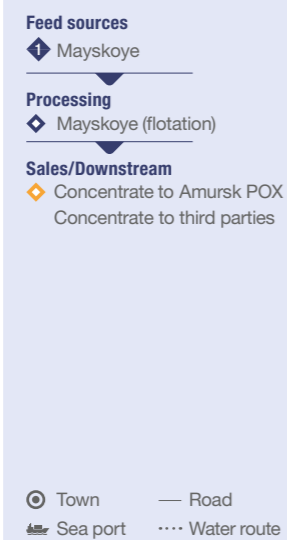 Feed sources
1 Mayskoye
Processing
Mayskoye (flotation)
Sales/Downstream
Concentrate to Amursk POX
Concentrate to third parties
Town Road
Sea port Water route